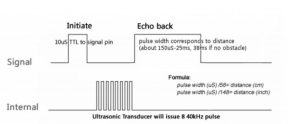 Initiate
Echo back
10uS TTL to signal pin
pulse width corresponds to distance
(about 150uS-25ms, 38ms if no obstacle)
Signal
Formula:
pulse width (uS) /58= distance (cm)
pulse width (uS) /148= distance (inch)
Internal
Ultrasonic Transducer will issue 8 40kHz pulse